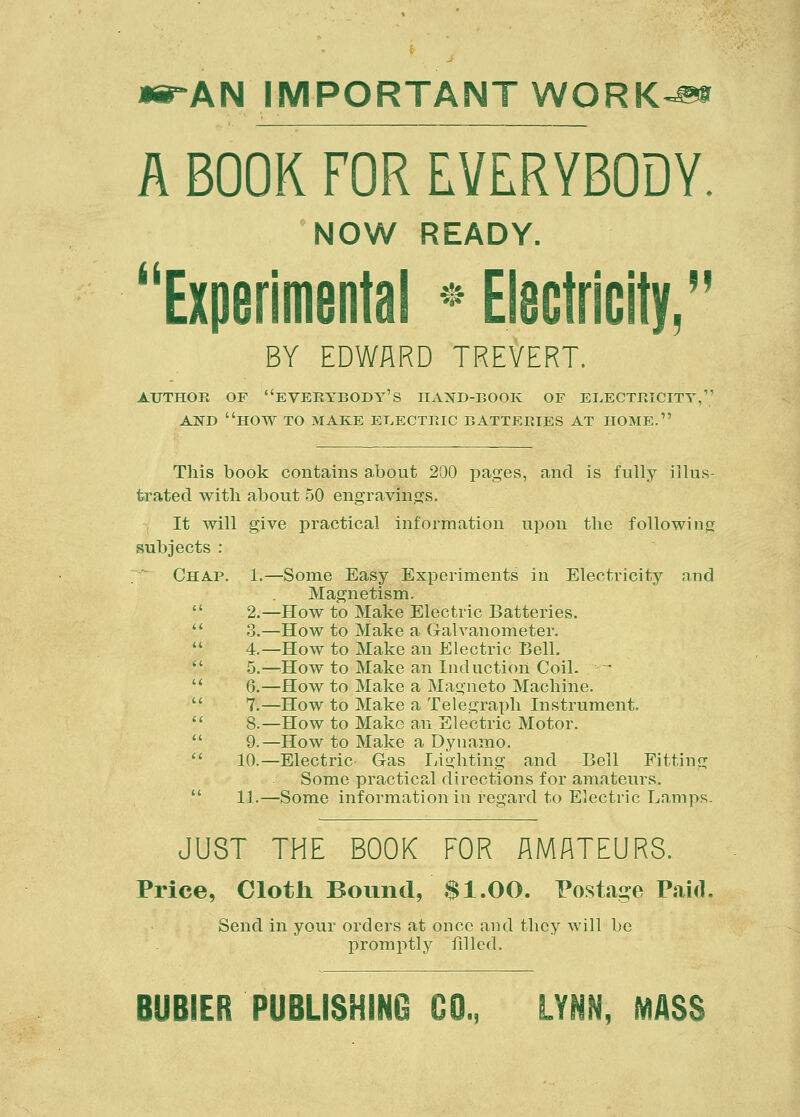 AN IMPORTANT WORK
A BOOK FOR EVERYBODY.
NOW READY.
"Experimental * Electricity,"
BY EDWARD TREVERT.
AUTHOR OF "EVERYBODY'S HAND-BOOK OF ELECTRICITY,"
AND "HOW TO MAKE ELECTRIC BATTERIES AT HOME."
This book contains about 200 pages, and is fully illus-
trated with about 50 engravings.
It will give practical information upon the following
subjects :
CHAP. 1.—Some Easy Experiments in Electricity and
Magnetism.
" 2.—How to Make Electric Batteries.
" 3.—How to Make a Galvanometer.
" 4.—How to Make an Electric Bell.
" 5.—How to Make an Induction Coil.
" 6.—How to Make a Magneto Machine.
" 7.—How to Make a Telegraph Instrument.
" 8.—How to Make an Electric Motor.
" 9.—How to Make a Dynamo.
" 10.—Electric Gas Lighting and Bell Fitting
Some practical directions for amateurs.
" 11.—Some information in regard to Electric Lamps.
JUST THE BOOK FOR AMATEURS.
Price, Cloth Bound, $1.00. Postage Paid.
Send in your orders at once and they will be
promptly filled.
BUBIER PUBLISHING CO., LYNN, MASS